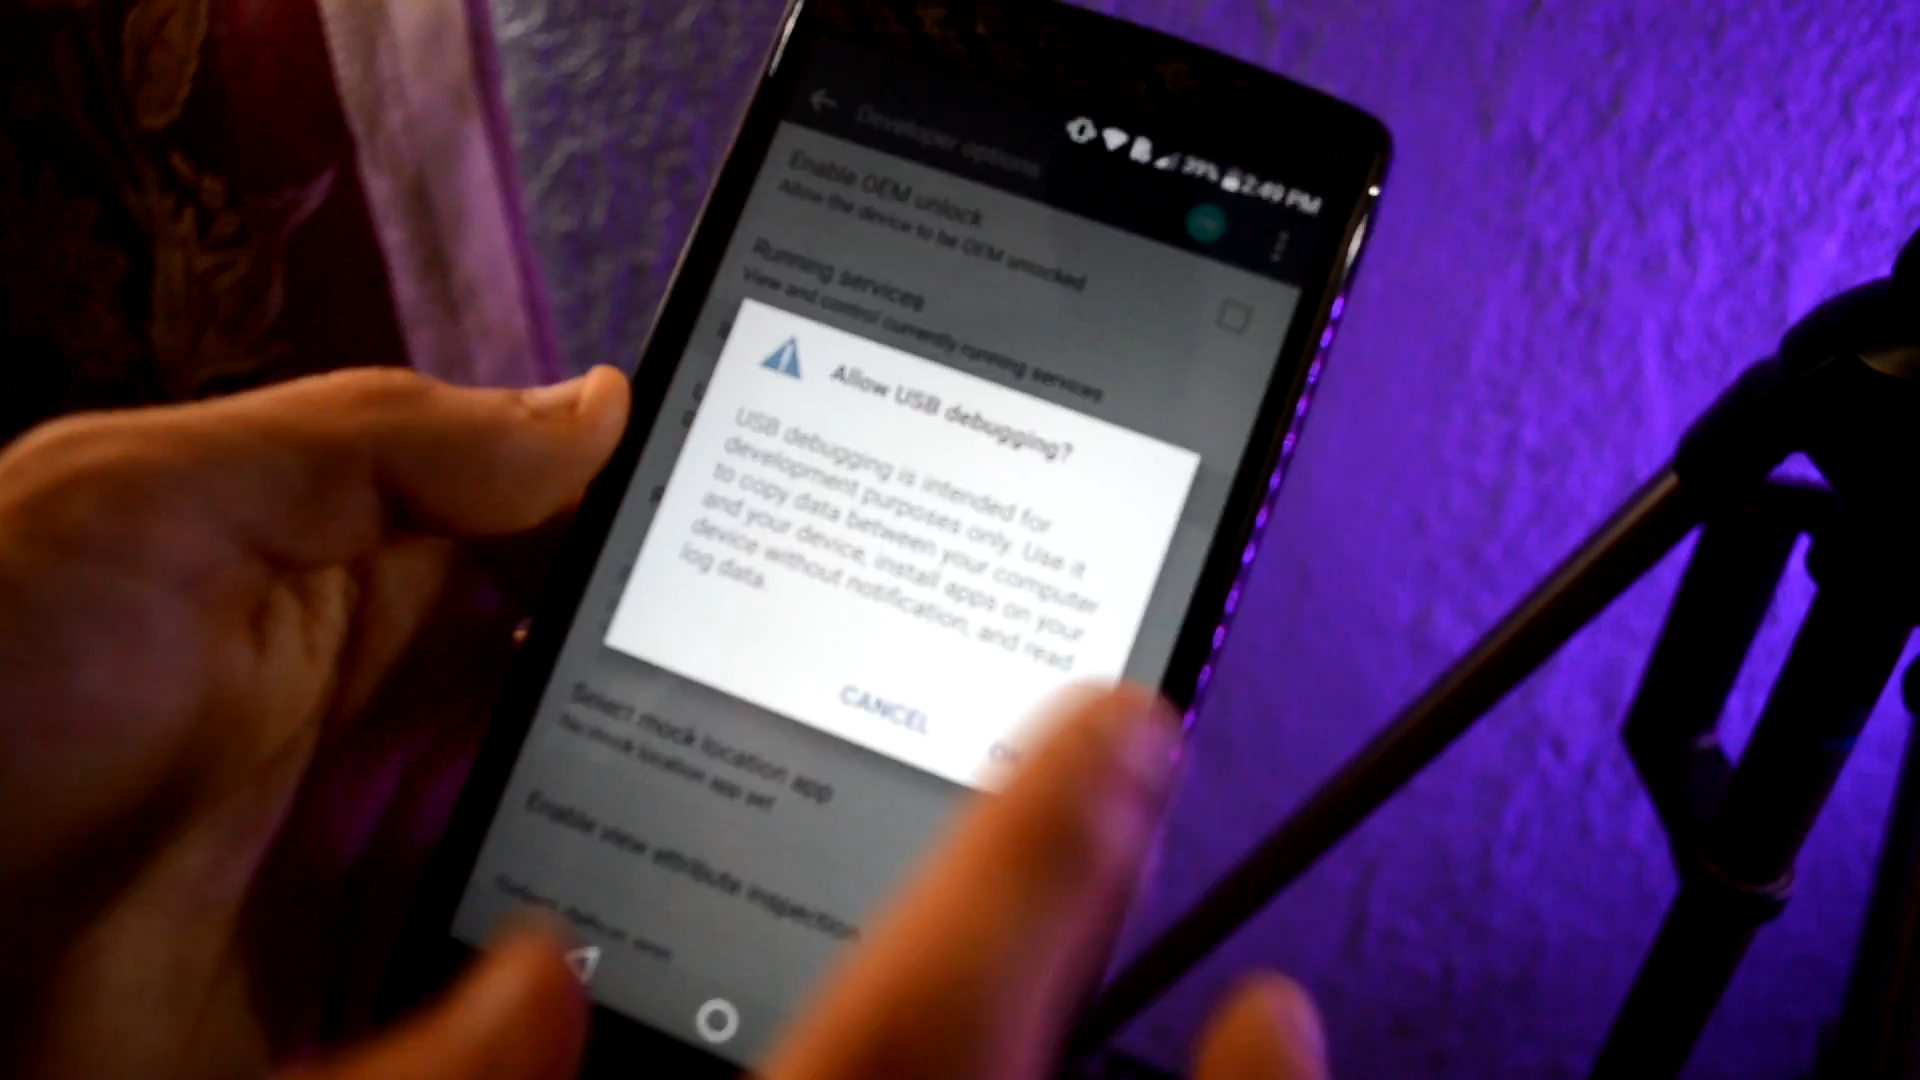 39% 2:49 PM
Developer options
Enable OEM unlock
Allow the device to be OEM unlocked
Running services
View and control currently running services
Allow USB debugging?
USB debugging is intended for
development purposes only. Use it
to copy data between your computer
and your device, install apps on your
device without notification, and read
log data.
CANCEL
Select mock location app
No mock location app set
Enable view attribute inspection